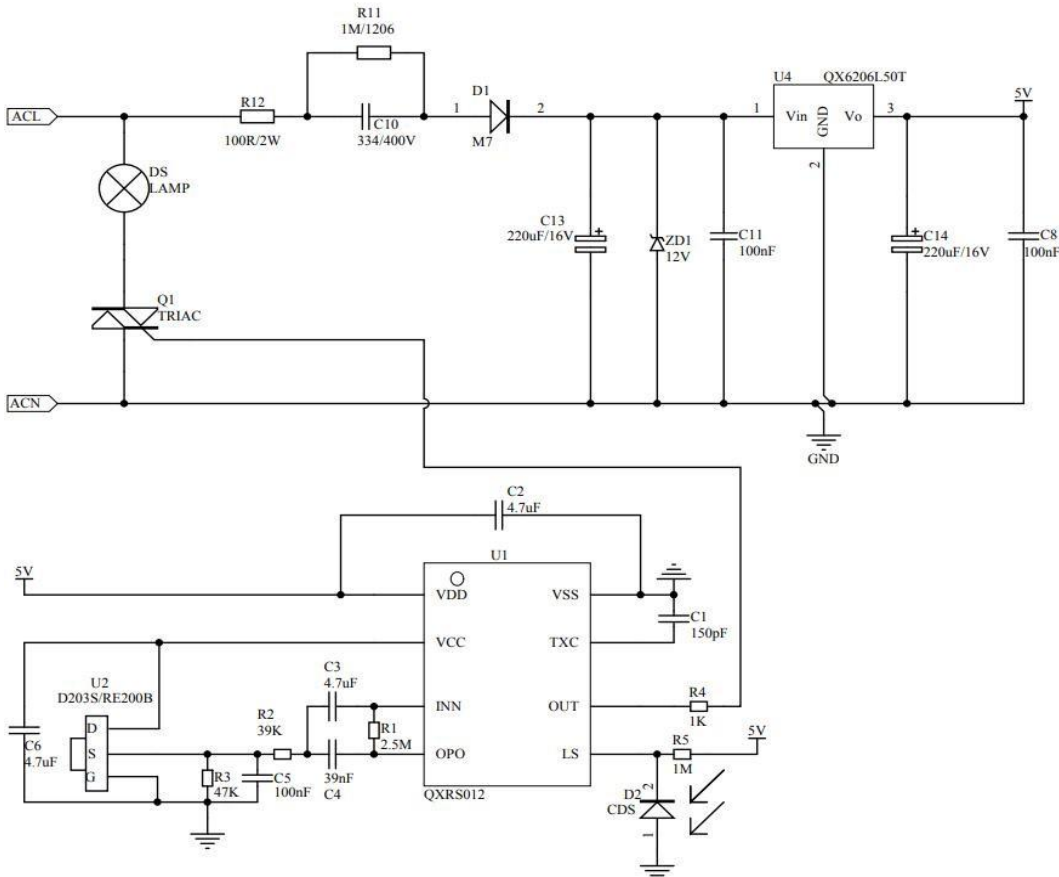 R11
1M/1206
U4 QX6206L50T
D1
5V
ACL
R12
1
2
1
Vin
GND
Vo
3
C10
100R/2W
334/400V
M7
2
DS
LAMP
C13
220uF/16V
+
ZD1
12V
C11
100nF
+
C14
220uF/16V
C8
100nF
Q1
TRIAC
ACN
GND
C2
4.7uF
U1
5V
VDD
VSS
C1
150pF
VCC
TXC
U2
D203S/RE200B
C3
4.7uF
R2
39K
INN
R1
2.5M
OUT
R4
1K
D
S
G
C6
4.7uF
OPO
LS
R5
1M
5V
R3
47K
C5
100nF
39nF
C4
QXRS012
D2
CDS
2
1